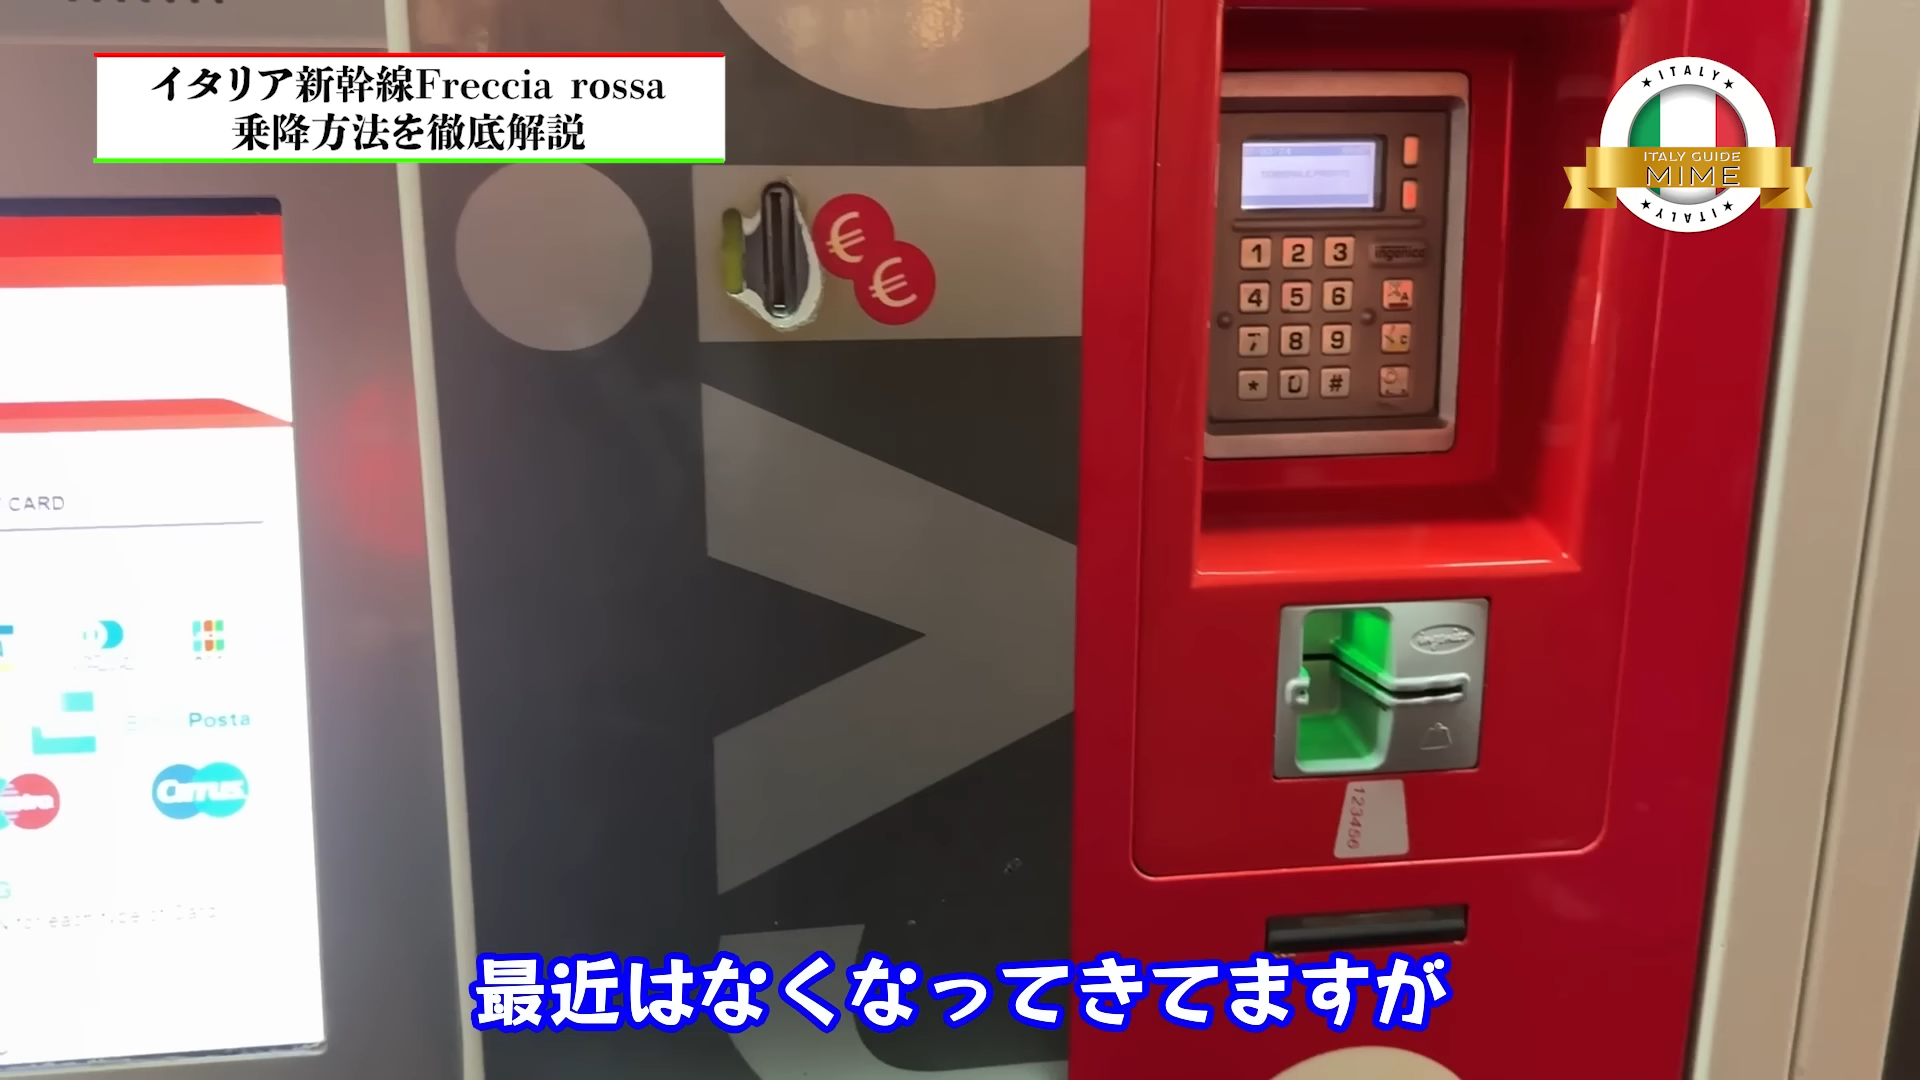 イタリア新幹線Freccia rossa
乗降方法を徹底解説
ITALY
ITALY GUIDE
MIME
ITALY
€
€
1 2 3
ingenico
4 5 6
7 8 9
* 0 #
CARD
Posta
Cirrus
ingenico
123456
最近はなくなってきてますが